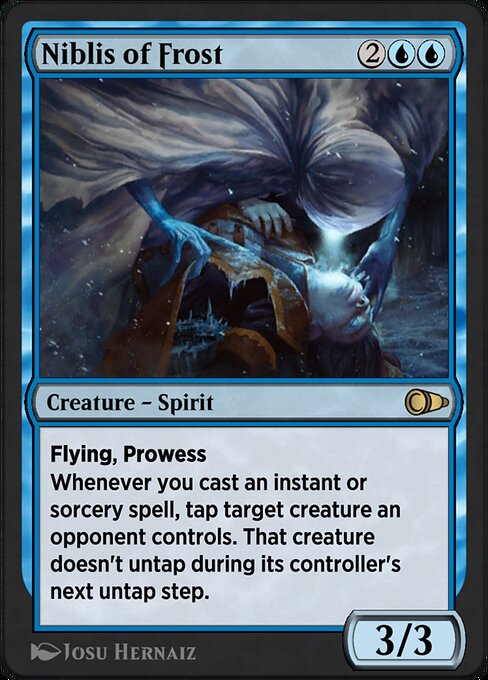 Niblis of Frost 2
Creature – Spirit
Flying, Prowess
Whenever you cast an instant or
sorcery spell, tap target creature an
opponent controls. That creature
doesn't untap during its controller's
next untap step.
3/3
Josu Hernaiz